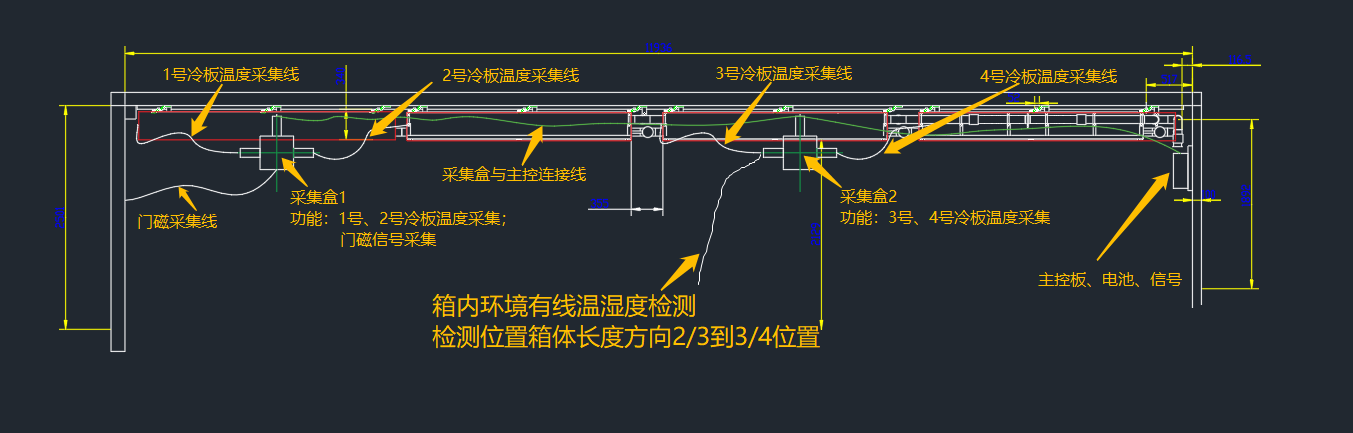 1号冷板温度采集线
2号冷板温度采集线
3号冷板温度采集线
4号冷板温度采集线
采集盒与主控连接线
采集盒1
功能：1号、2号冷板温度采集；
门磁信号采集
门磁采集线
采集盒2
功能：3号、4号冷板温度采集
主控板、电池、信号
箱内环境有线温湿度检测
检测位置箱体长度方向2/3到3/4位置